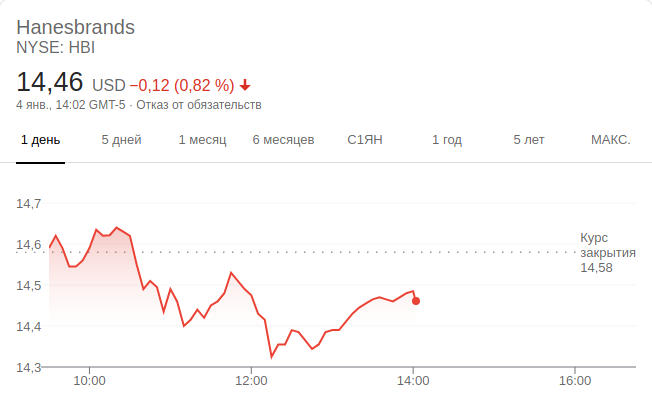 Hanesbrands
NYSE: HBI
14,46 USD −0,12 (0,82 %)
4 янв., 14:02 GMT-5 · Отказ от обязательств
1 день 5 дней 1 месяц 6 месяцев С1ЯН 1 год 5 лет МАКС.
14,7
14,6
14,5
14,4
14,3
Курс
закрытия
14,58
10:00 12:00 14:00 16:00